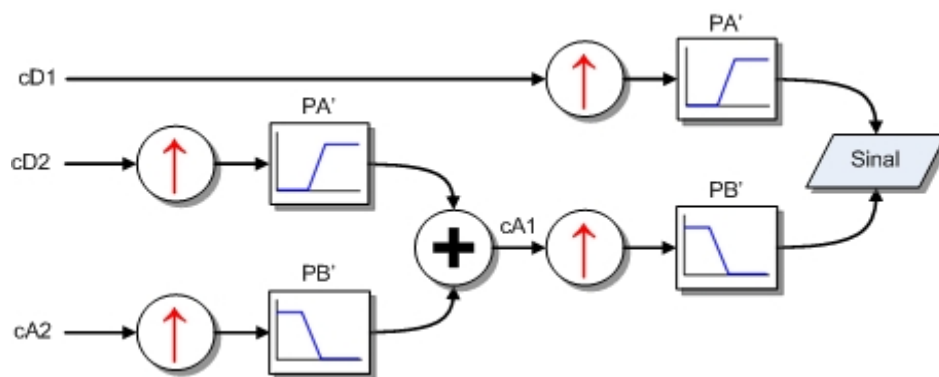 PA'
cD1
PA'
cD2
Sinal
cA1
PB'
PB'
cA2